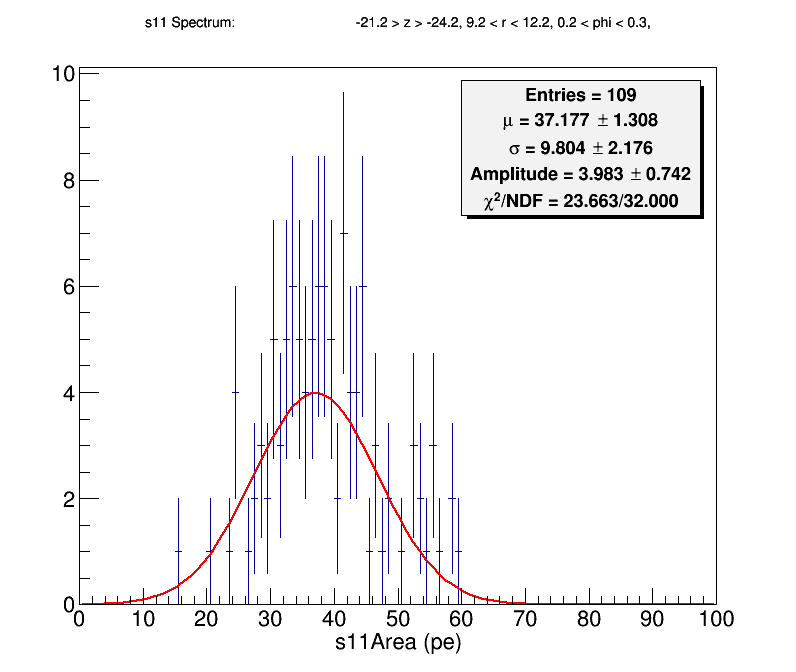 s11 Spectrum: -21.2 > z > -24.2, 9.2 < r < 12.2, 0.2 < phi < 0.3,
Entries = 109
μ = 37.177 ± 1.308
σ = 9.804 ± 2.176
Amplitude = 3.983 ± 0.742
χ²/NDF = 23.663/32.000
10
8
6
4
2
0
0 10 20 30 40 50 60 70 80 90 100
s11Area (pe)